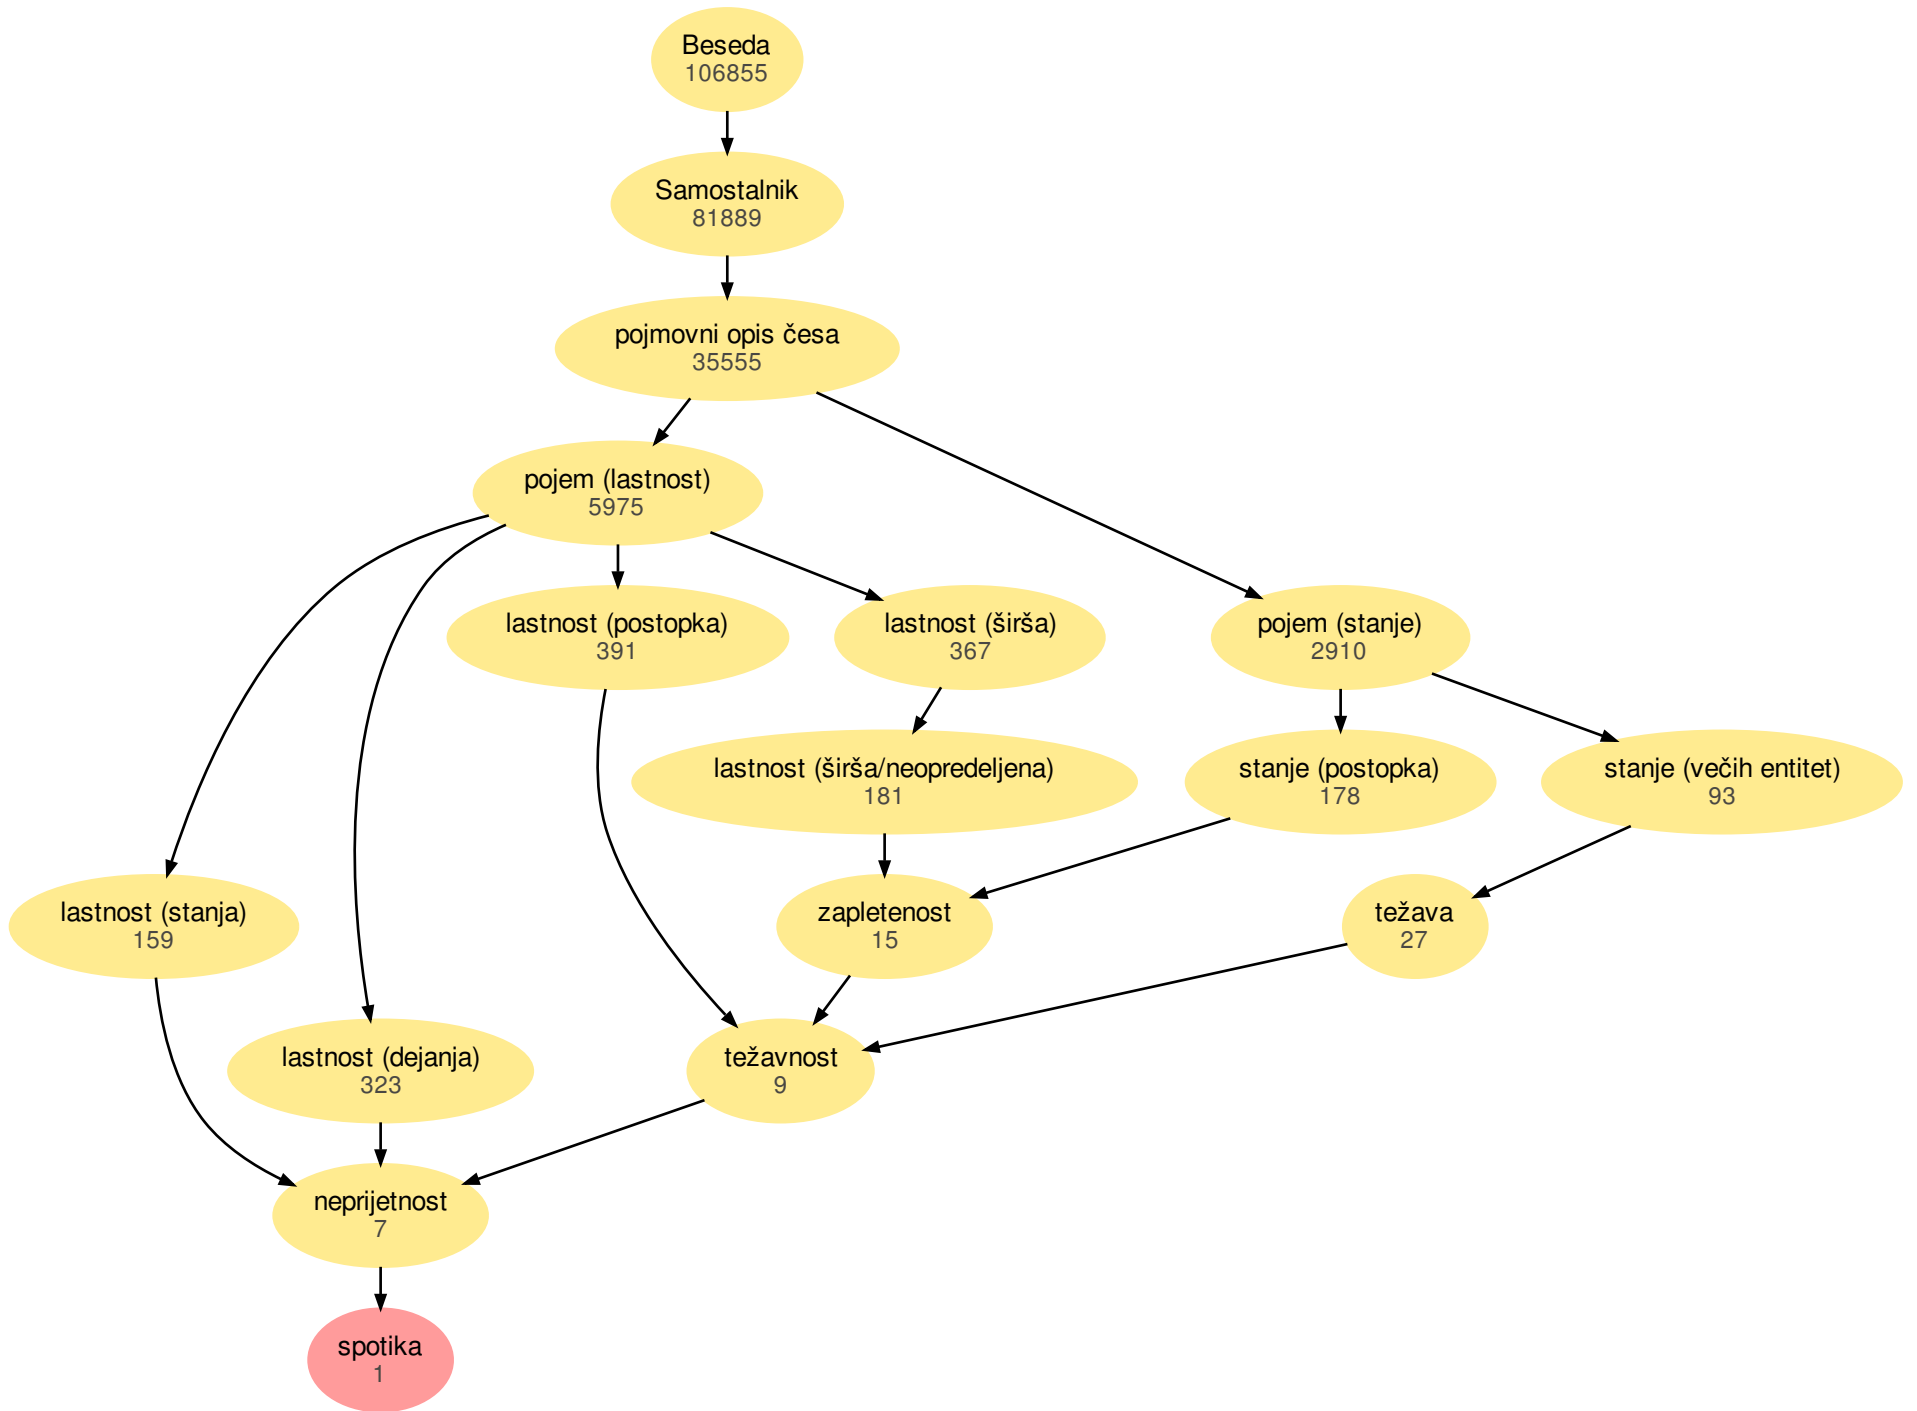 Beseda
106855
Samostalnik
81889
pojmovni opis česa
35555
pojem (lastnost)
5975
lastnost (postopka)
391
lastnost (širša)
367
pojem (stanje)
2910
lastnost (širša/neopredeljena)
181
stanje (postopka)
178
stanje (večih entitet)
93
lastnost (stanja)
159
zapletenost
15
težava
27
lastnost (dejanja)
323
težavnost
9
neprijetnost
7
spotika
1